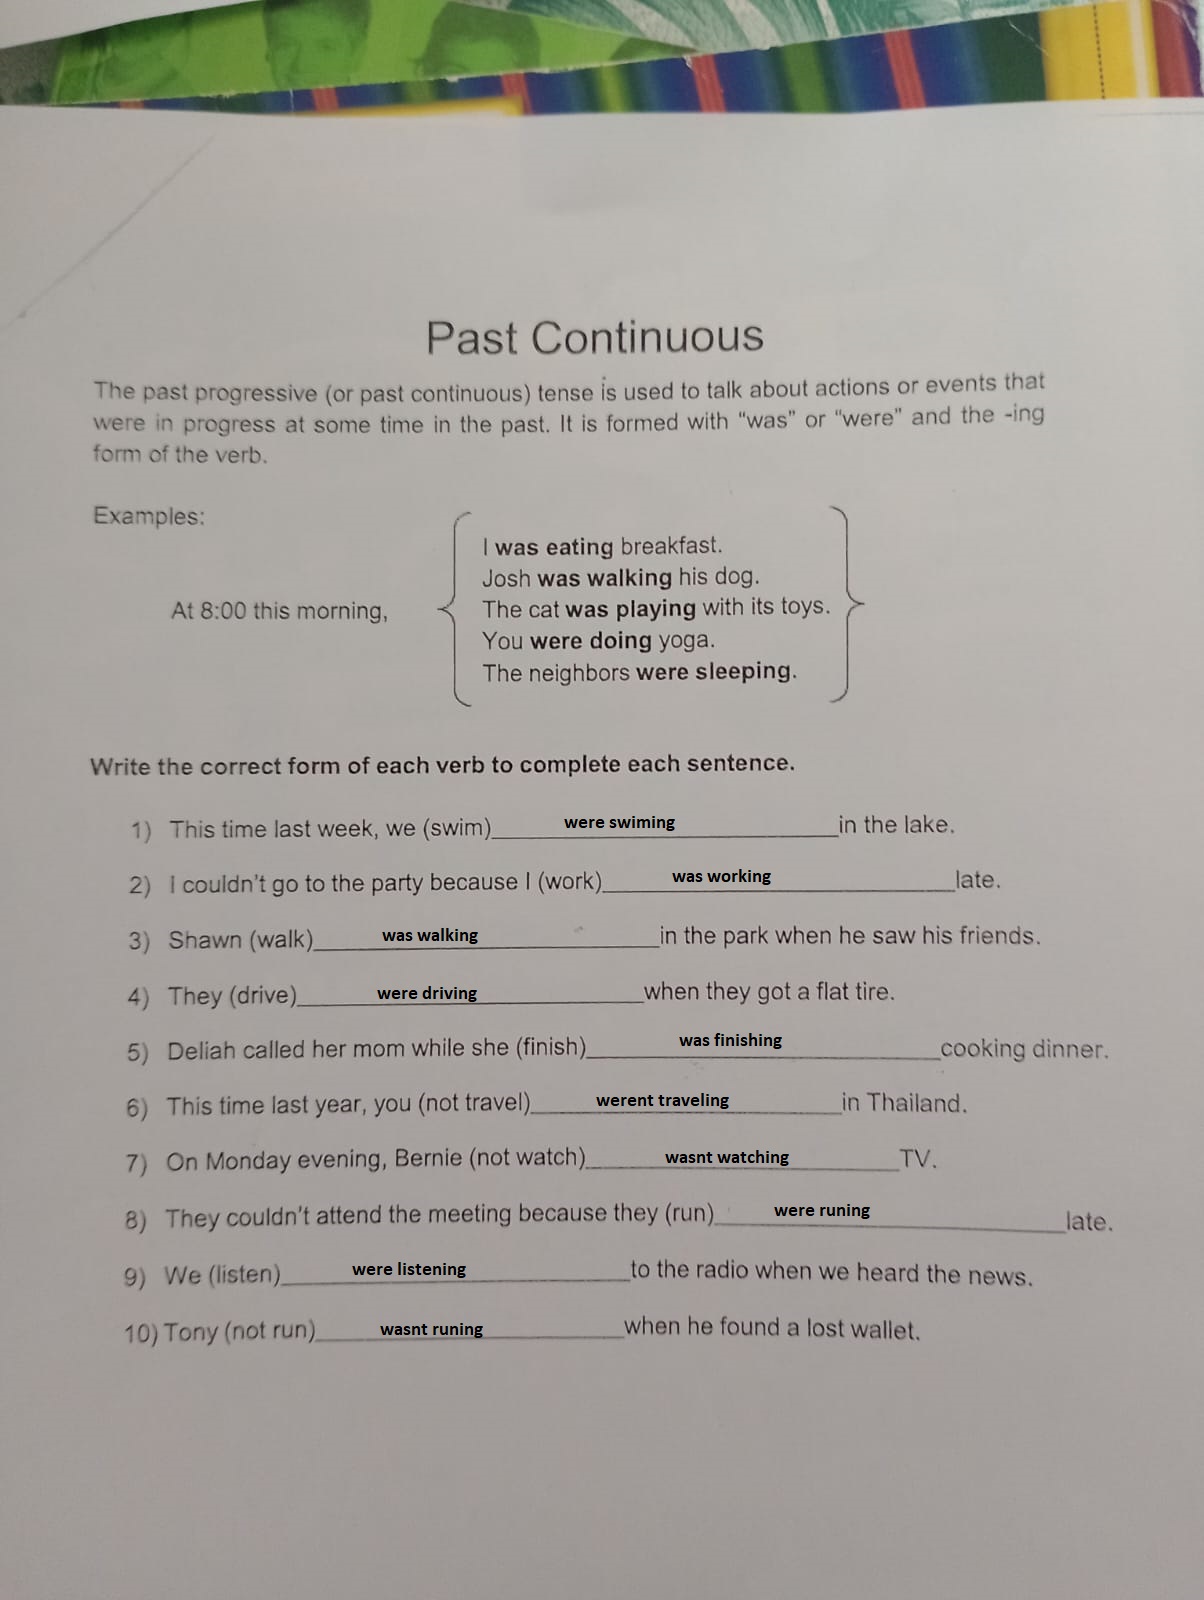 Past Continuous
The past progressive (or past continuous) tense is used to talk about actions or events that
were in progress at some time in the past. It is formed with "was" or "were" and the -ing
form of the verb.
Examples:
At 8:00 this morning,
I was eating breakfast.
Josh was walking his dog.
The cat was playing with its toys.
You were doing yoga.
The neighbors were sleeping.
Write the correct form of each verb to complete each sentence.
1) This time last week, we (swim) were swiming in the lake.
2) I couldn't go to the party because I (work) was working late.
3) Shawn (walk) was walking in the park when he saw his friends.
4) They (drive) were driving when they got a flat tire.
5) Deliah called her mom while she (finish) was finishing cooking dinner.
6) This time last year, you (not travel) werent traveling in Thailand.
7) On Monday evening, Bernie (not watch) wasnt watching TV.
8) They couldn't attend the meeting because they (run) were runing late.
9) We (listen) were listening to the radio when we heard the news.
10) Tony (not run) wasnt runing when he found a lost wallet.